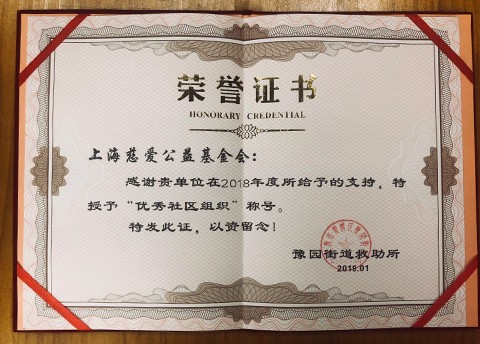 荣誉证书
HONORARY CREDENTIAL
上海慈爱公益基金会：
感谢贵单位在2018年度所给予的支持，特
授予“优秀社区组织”称号。
特发此证，以资留念！
豫园街道救助所
2019.01